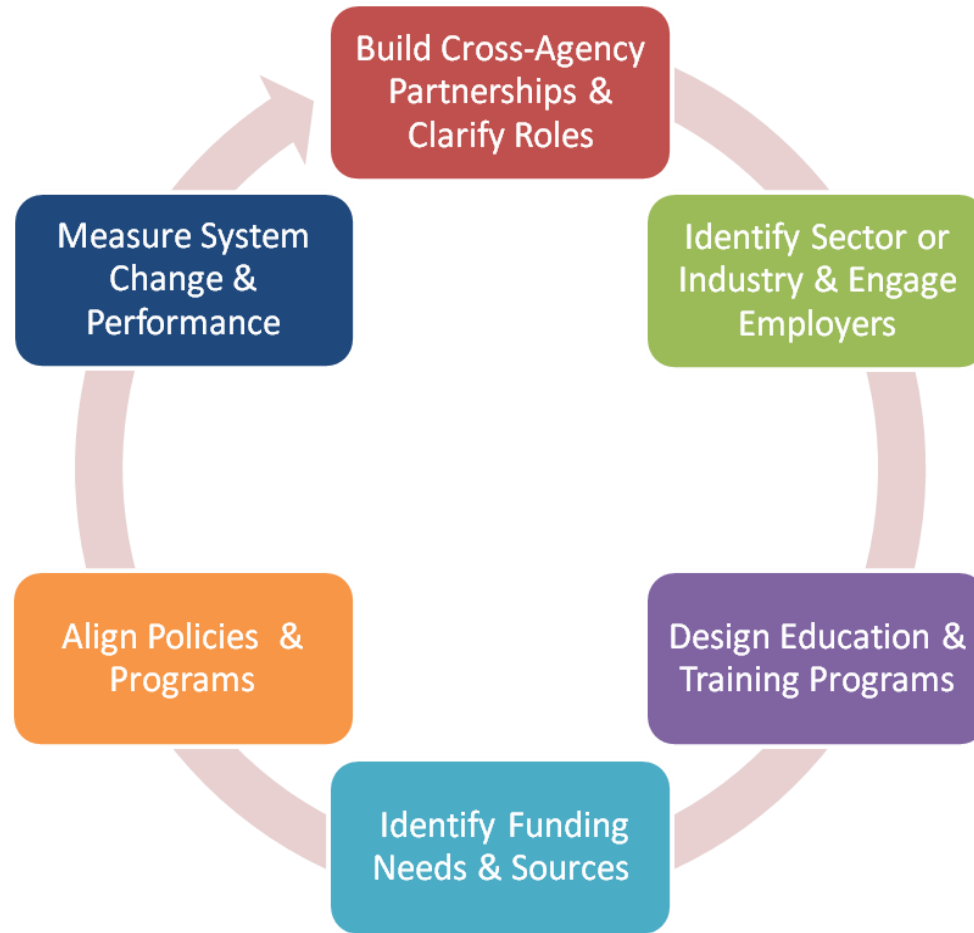 Build Cross-Agency
Partnerships &
Clarify Roles
Identify Sector or
Industry & Engage
Employers
Design Education &
Training Programs
Identify Funding
Needs & Sources
Align Policies & 
Programs
Measure System
Change &
Performance